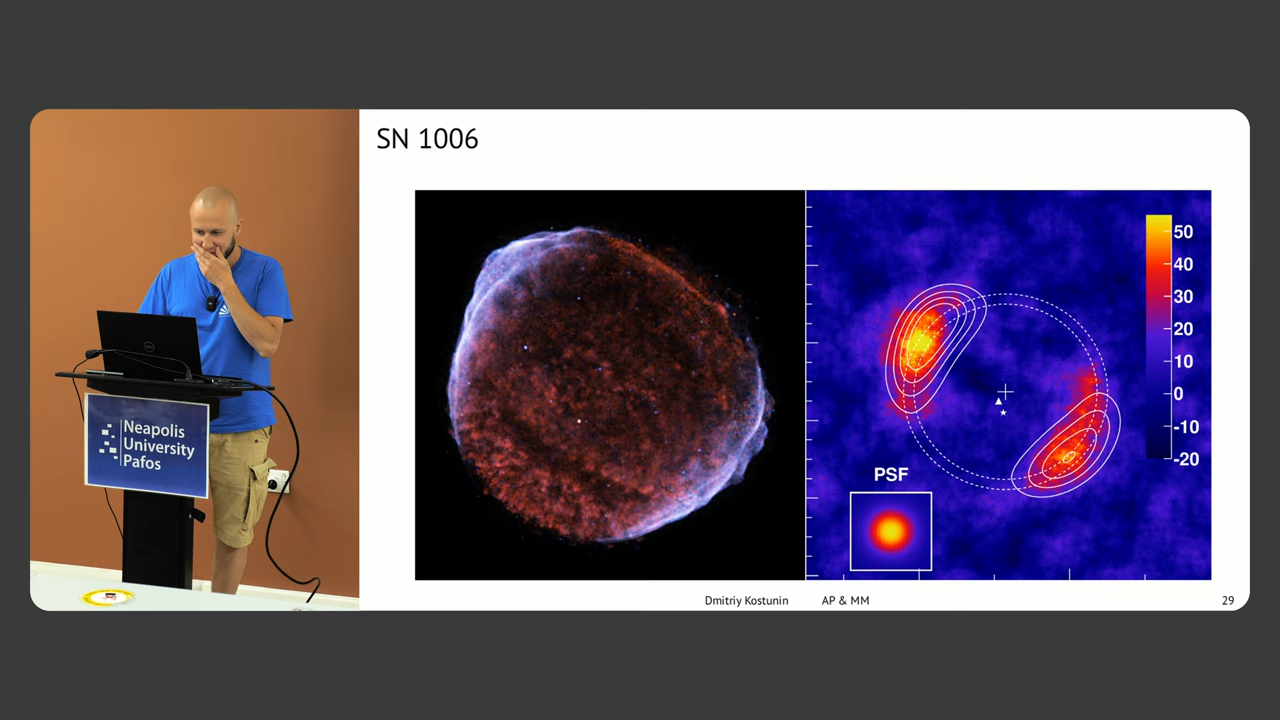 SN 1006
Neapolis
University
Pafos
50
40
30
20
10
0
-10
-20
PSF
Dmitriy Kostunin
AP & MM
29